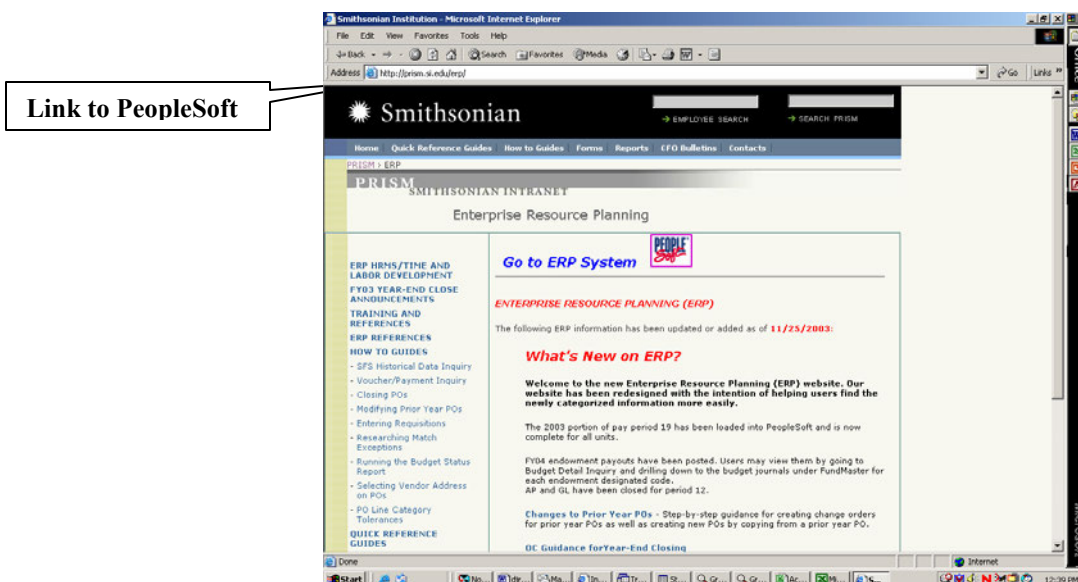 Smithsonian Institution - Microsoft Internet Explorer
File Edit View Favorites Tools Help
Back Search Favorites Media
Address http://prism.si.edu/erp/ Go Links »
Link to PeopleSoft
Smithsonian
EMPLOYEE SEARCH SEARCH PRISM
Home Quick Reference Guides How to Guides Forms Reports CFO Bulletins Contacts
PRISM > ERP
PRISM
SMITHSONIAN INTRANET
Enterprise Resource Planning
ERP HRMS/TIME AND
LABOR DEVELOPMENT
FY03 YEAR-END CLOSE
ANNOUNCEMENTS
TRAINING AND
REFERENCES
ERP REFERENCES
HOW TO GUIDES
- SFS Historical Data Inquiry
- Voucher/Payment Inquiry
- Closing POs
- Modifying Prior Year POs
- Entering Requisitions
- Researching Match
Exceptions
- Running the Budget Status
Report
- Selecting Vendor Address
on POs
- PO Line Category
Tolerances
QUICK REFERENCE
GUIDES
Go to ERP System
PEOPLE
Soft
ENTERPRISE RESOURCE PLANNING (ERP)
The following ERP information has been updated or added as of 11/25/2003:
What's New on ERP?
Welcome to the new Enterprise Resource Planning (ERP) website. Our
website has been redesigned with the intention of helping users find the
newly categorized information more easily.
The 2003 portion of pay period 19 has been loaded into PeopleSoft and is now
complete for all units.
FY04 endowment payouts have been posted. Users may view them by going to
Budget Detail Inquiry and drilling down to the budget journals under FundMaster for
each endowment designated code.
AP and GL have been closed for period 12.
Changes to Prior Year POs - Step-by-step guidance for creating change orders
for prior year POs as well as creating new POs by copying from a prior year PO.
OC Guidance forYear-End Closing
Done Internet
Start